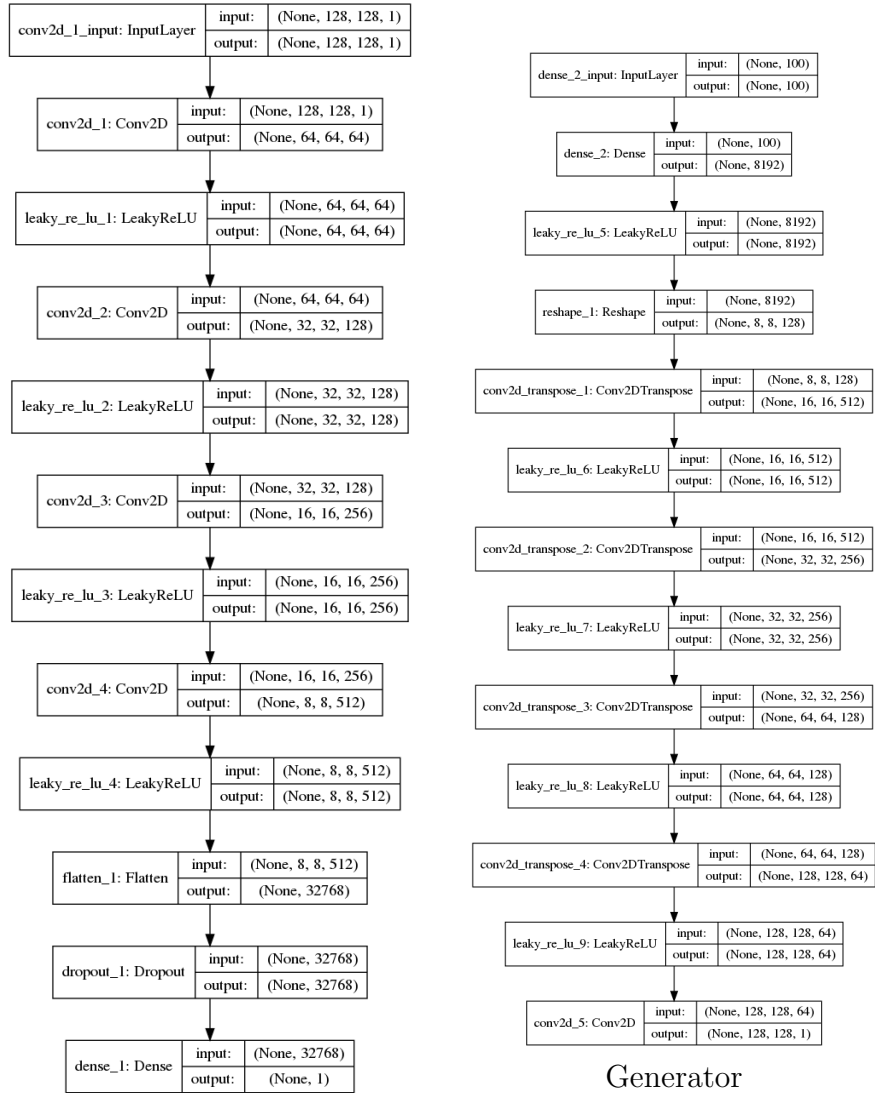 conv2d_1_input: InputLayer
input: (None, 128, 128, 1)
output: (None, 128, 128, 1)
conv2d_1: Conv2D
input: (None, 128, 128, 1)
output: (None, 64, 64, 64)
leaky_re_lu_1: LeakyReLU
input: (None, 64, 64, 64)
output: (None, 64, 64, 64)
conv2d_2: Conv2D
input: (None, 64, 64, 64)
output: (None, 32, 32, 128)
leaky_re_lu_2: LeakyReLU
input: (None, 32, 32, 128)
output: (None, 32, 32, 128)
conv2d_3: Conv2D
input: (None, 32, 32, 128)
output: (None, 16, 16, 256)
leaky_re_lu_3: LeakyReLU
input: (None, 16, 16, 256)
output: (None, 16, 16, 256)
conv2d_4: Conv2D
input: (None, 16, 16, 256)
output: (None, 8, 8, 512)
leaky_re_lu_4: LeakyReLU
input: (None, 8, 8, 512)
output: (None, 8, 8, 512)
flatten_1: Flatten
input: (None, 8, 8, 512)
output: (None, 32768)
dropout_1: Dropout
input: (None, 32768)
output: (None, 32768)
dense_1: Dense
input: (None, 32768)
output: (None, 1)
dense_2_input: InputLayer
input: (None, 100)
output: (None, 100)
dense_2: Dense
input: (None, 100)
output: (None, 8192)
leaky_re_lu_5: LeakyReLU
input: (None, 8192)
output: (None, 8192)
reshape_1: Reshape
input: (None, 8192)
output: (None, 8, 8, 128)
conv2d_transpose_1: Conv2DTranspose
input: (None, 8, 8, 128)
output: (None, 16, 16, 512)
leaky_re_lu_6: LeakyReLU
input: (None, 16, 16, 512)
output: (None, 16, 16, 512)
conv2d_transpose_2: Conv2DTranspose
input: (None, 16, 16, 512)
output: (None, 32, 32, 256)
leaky_re_lu_7: LeakyReLU
input: (None, 32, 32, 256)
output: (None, 32, 32, 256)
conv2d_transpose_3: Conv2DTranspose
input: (None, 32, 32, 256)
output: (None, 64, 64, 128)
leaky_re_lu_8: LeakyReLU
input: (None, 64, 64, 128)
output: (None, 64, 64, 128)
conv2d_transpose_4: Conv2DTranspose
input: (None, 64, 64, 128)
output: (None, 128, 128, 64)
leaky_re_lu_9: LeakyReLU
input: (None, 128, 128, 64)
output: (None, 128, 128, 64)
conv2d_5: Conv2D
input: (None, 128, 128, 64)
output: (None, 128, 128, 1)
Generator